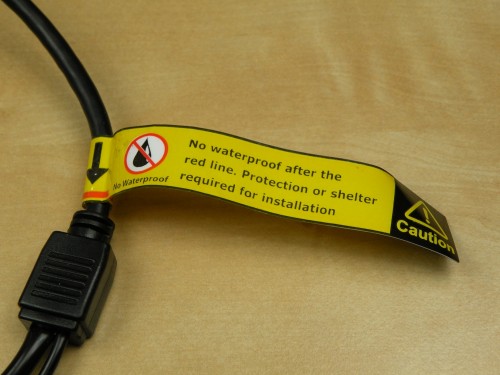 No Waterproof
No waterproof after the
red line. Protection or shelter
required for installation
Caution